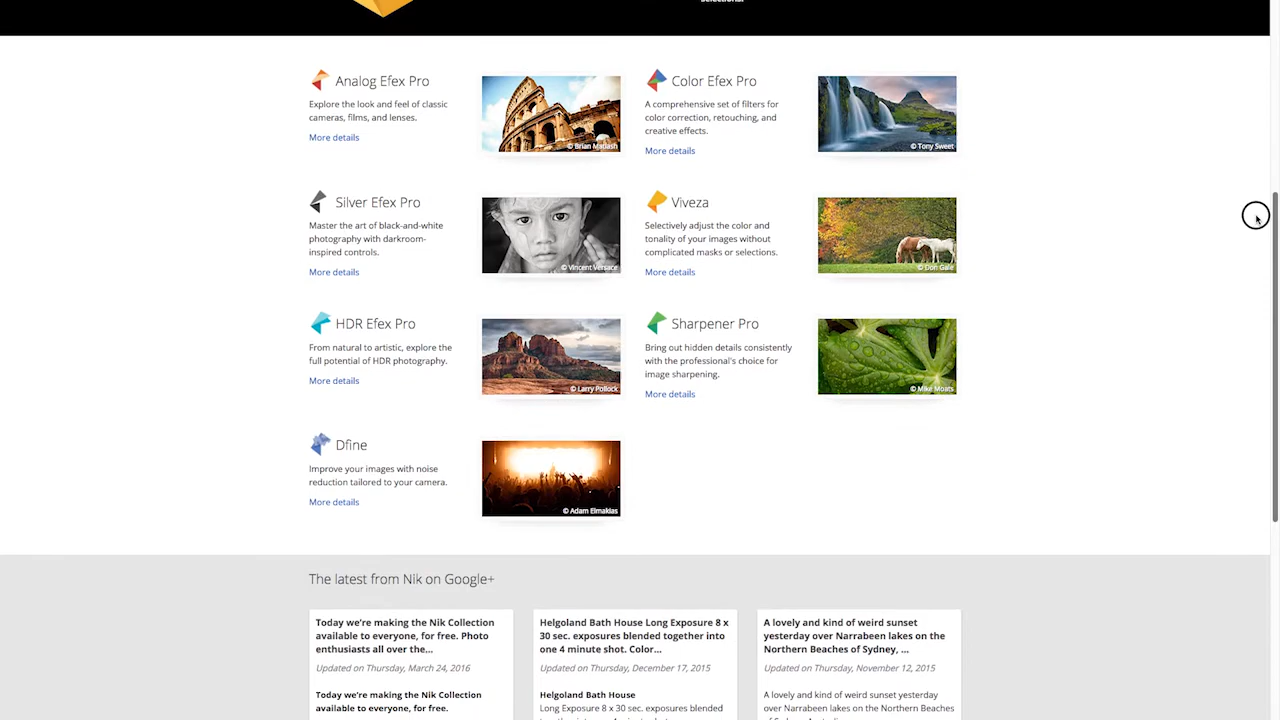 Analog Efex Pro
Explore the look and feel of classic
cameras, films, and lenses.
More details
© Brian Matiash
Color Efex Pro
A comprehensive set of filters for
color correction, retouching, and
creative effects.
More details
© Tony Sweet
Silver Efex Pro
Master the art of black-and-white
photography with darkroom-
inspired controls.
More details
© Vincent Versace
Viveza
Selectively adjust the color and
tonality of your images without
complicated masks or selections.
More details
© Don Gale
HDR Efex Pro
From natural to artistic, explore the
full potential of HDR photography.
More details
© Larry Pollock
Sharpener Pro
Bring out hidden details consistently
with the professional's choice for
image sharpening.
More details
© Mike Moats
Dfine
Improve your images with noise
reduction tailored to your camera.
More details
© Adam Elmakias
The latest from Nik on Google+
Today we're making the Nik Collection
available to everyone, for free. Photo
enthusiasts all over the...
Updated on Thursday, March 24, 2016
Today we're making the Nik Collection
available to everyone, for free.
Helgoland Bath House Long Exposure 8 x
30 sec. exposures blended together into
one 4 minute shot. Color...
Updated on Thursday, December 17, 2015
Helgoland Bath House
Long Exposure 8 x 30 sec. exposures blended
A lovely and kind of weird sunset
yesterday over Narrabeen lakes on the
Northern Beaches of Sydney, ...
Updated on Thursday, November 12, 2015
A lovely and kind of weird sunset yesterday
over Narrabeen lakes on the Northern Beaches